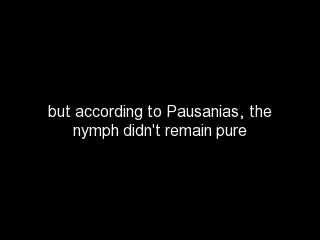 but according to Pausanias, the
nymph didn't remain pure